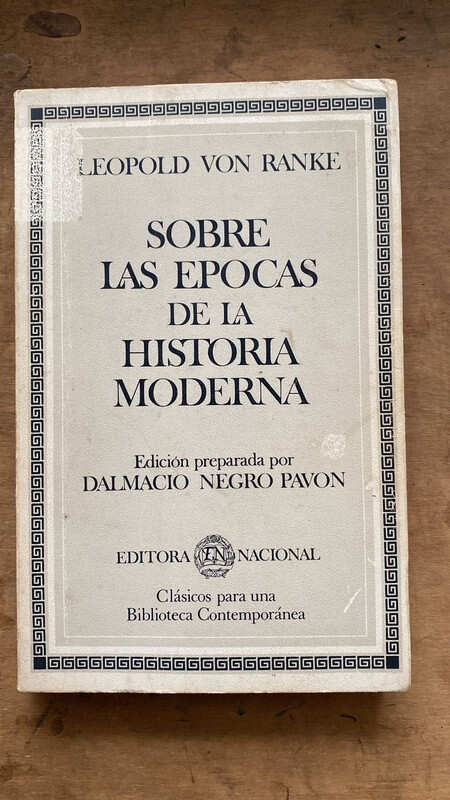 LEOPOLD VON RANKE
SOBRE
LAS EPOCAS
DE LA
HISTORIA
MODERNA
Edición preparada por
DALMACIO NEGRO PAVON
EDITORA EN NACIONAL
Clásicos para una
Biblioteca Contemporánea